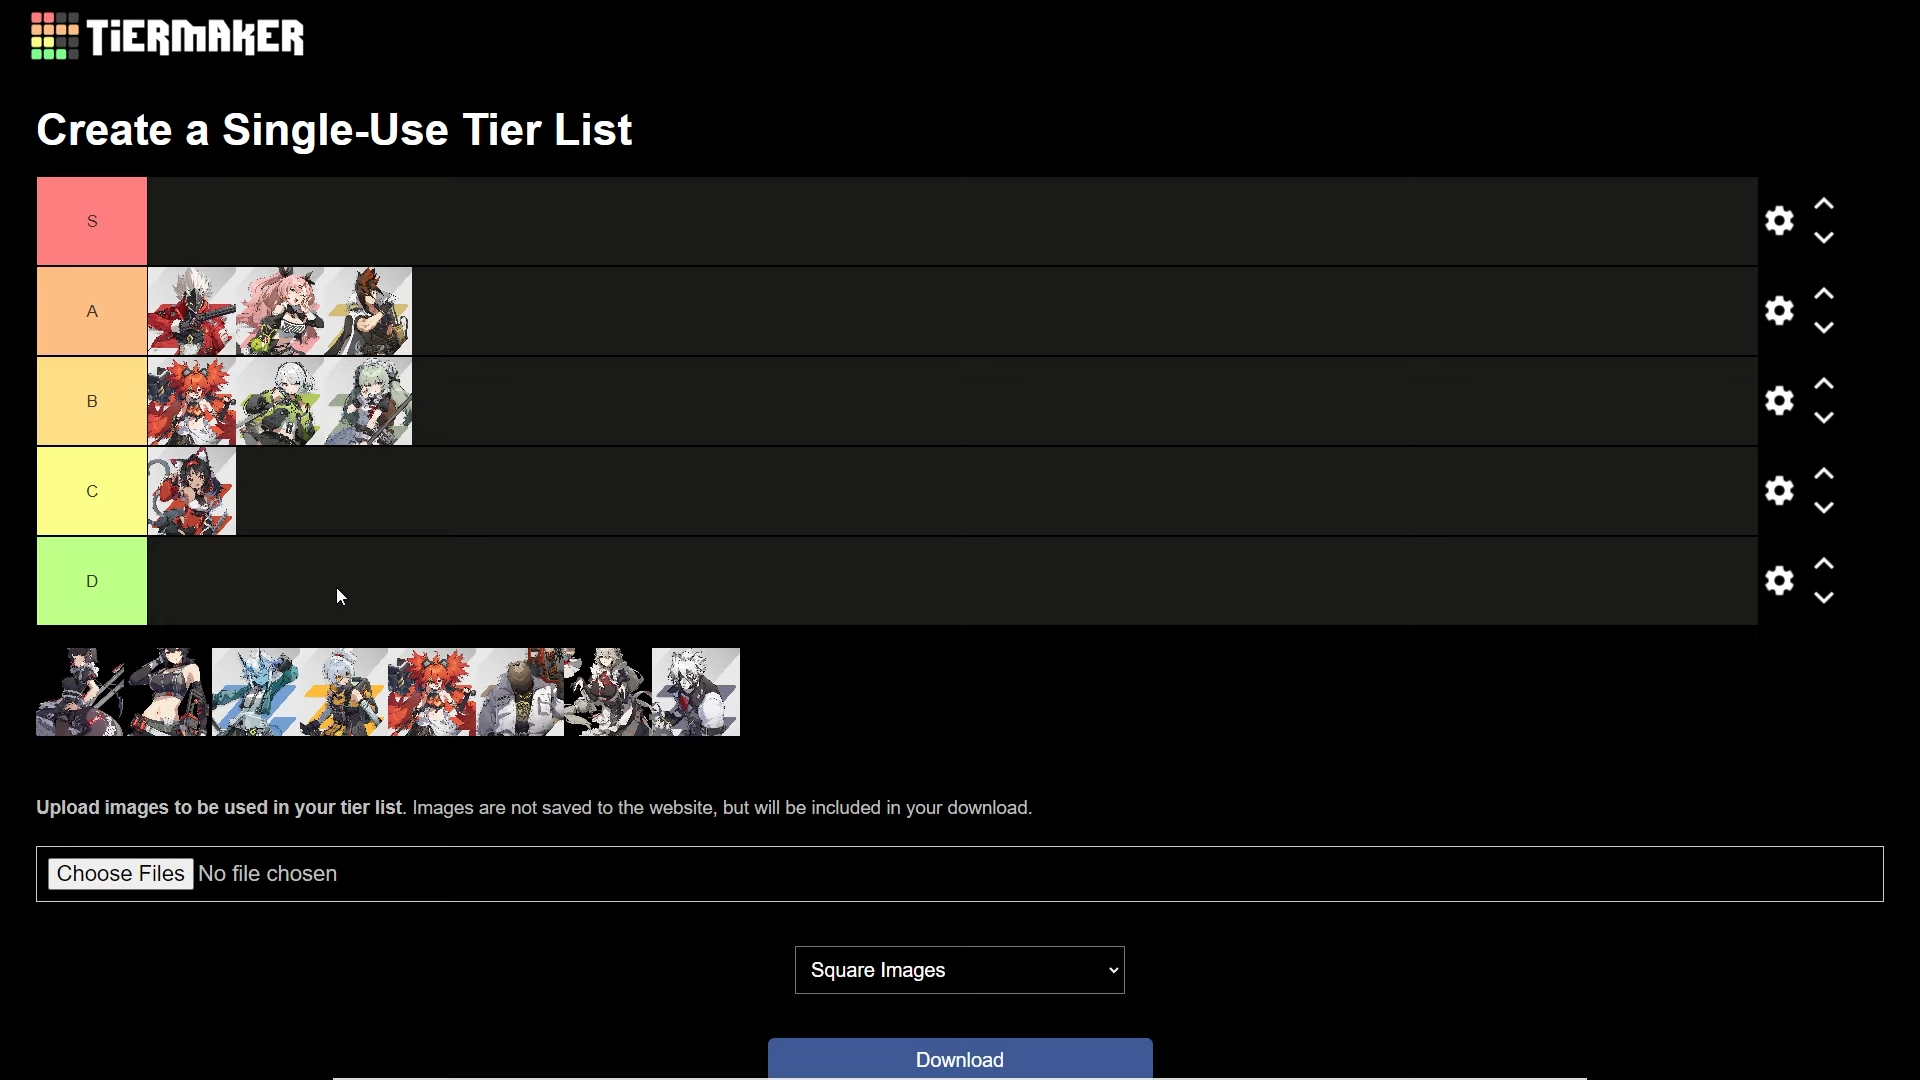 TiERMAKER
Create a Single-Use Tier List
S
A
B
C
D
Upload images to be used in your tier list. Images are not saved to the website, but will be included in your download.
Choose Files No file chosen
Square Images
Download